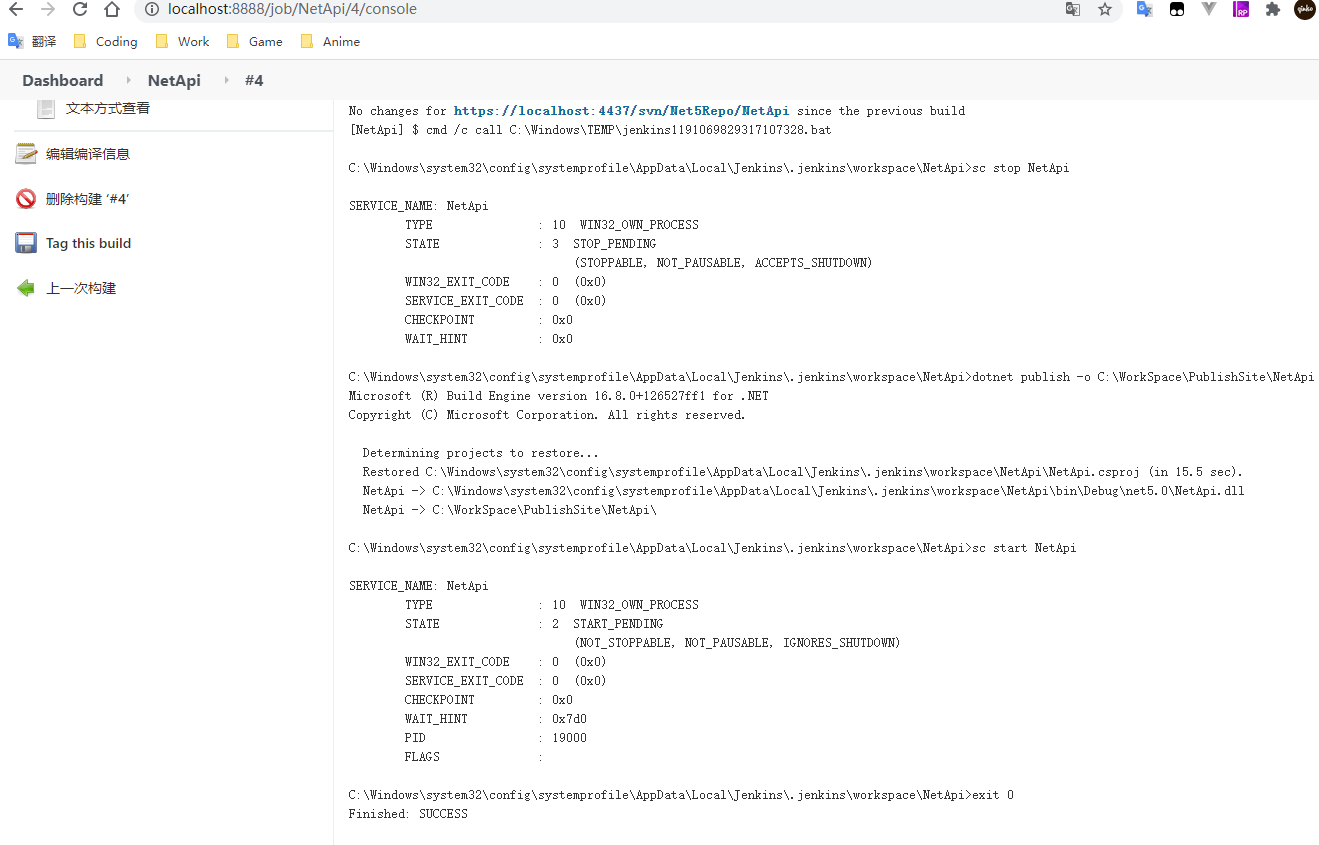 localhost:8888/job/NetApi/4/console
翻译 Coding Work Game Anime
Dashboard NetApi #4
文本方式查看
编辑编译信息
删除构建 ‘#4’
Tag this build
上一次构建
No changes for https://localhost:4437/svn/Net5Repo/NetApi since the previous build
[NetApi] $ cmd /c call C:\Windows\TEMP\jenkins1191069829317107328.bat
C:\Windows\system32\config\systemprofile\AppData\Local\Jenkins\.jenkins\workspace\NetApi>sc stop NetApi
SERVICE_NAME: NetApi
TYPE : 10 WIN32_OWN_PROCESS
STATE : 3 STOP_PENDING
(STOPPABLE, NOT_PAUSABLE, ACCEPTS_SHUTDOWN)
WIN32_EXIT_CODE : 0 (0x0)
SERVICE_EXIT_CODE : 0 (0x0)
CHECKPOINT : 0x0
WAIT_HINT : 0x0
C:\Windows\system32\config\systemprofile\AppData\Local\Jenkins\.jenkins\workspace\NetApi>dotnet publish -o C:\WorkSpace\PublishSite\NetApi
Microsoft (R) Build Engine version 16.8.0+126527ff1 for .NET
Copyright (C) Microsoft Corporation. All rights reserved.
Determining projects to restore...
Restored C:\Windows\system32\config\systemprofile\AppData\Local\Jenkins\.jenkins\workspace\NetApi\NetApi.csproj (in 15.5 sec).
NetApi -> C:\Windows\system32\config\systemprofile\AppData\Local\Jenkins\.jenkins\workspace\NetApi\bin\Debug\net5.0\NetApi.dll
NetApi -> C:\WorkSpace\PublishSite\NetApi\
C:\Windows\system32\config\systemprofile\AppData\Local\Jenkins\.jenkins\workspace\NetApi>sc start NetApi
SERVICE_NAME: NetApi
TYPE : 10 WIN32_OWN_PROCESS
STATE : 2 START_PENDING
(NOT_STOPPABLE, NOT_PAUSABLE, IGNORES_SHUTDOWN)
WIN32_EXIT_CODE : 0 (0x0)
SERVICE_EXIT_CODE : 0 (0x0)
CHECKPOINT : 0x0
WAIT_HINT : 0x7d0
PID : 19000
FLAGS :
C:\Windows\system32\config\systemprofile\AppData\Local\Jenkins\.jenkins\workspace\NetApi>exit 0
Finished: SUCCESS